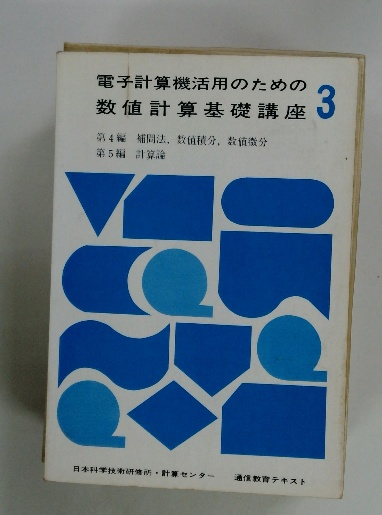 電子計算機活用のための
数値計算基礎講座 3
第4編 補間法、数値積分、数値微分
第5編 計算論
日本科学技術研修所・計算センター 通信教育テキスト